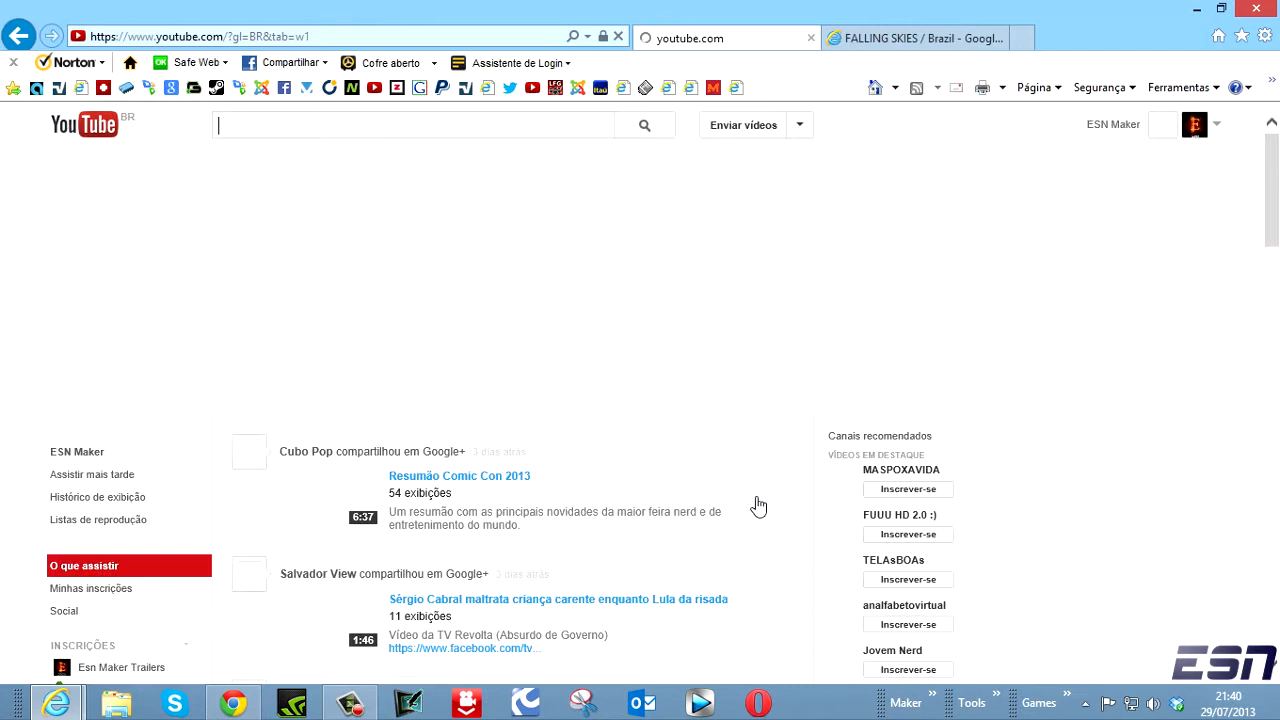 https://www.youtube.com/?gl=BR&tab=w1
youtube.com
FALLING SKIES / Brazil - Googl...
Norton
OK Safe Web
Compartilhar
Cofre aberto
Assistente de Login
Página
Segurança
Ferramentas
YouTube BR
Enviar vídeos
ESN Maker
ESN Maker
Assistir mais tarde
Histórico de exibição
Listas de reprodução
O que assistir
Minhas inscrições
Social
INSCRIÇÕES
Esn Maker Trailers
Cubo Pop compartilhou em Google+ 3 dias atrás
Resumão Comic Con 2013
54 exibições
6:37
Um resumão com as principais novidades da maior feira nerd e de
entretenimento do mundo.
Salvador View compartilhou em Google+ 3 dias atrás
Sérgio Cabral maltrata criança carente enquanto Lula da risada
11 exibições
1:46
Vídeo da TV Revolta (Absurdo de Governo)
https://www.facebook.com/tv...
Canais recomendados
VÍDEOS EM DESTAQUE
MASPOXAVIDA
Inscrever-se
FUUU HD 2.0 :)
Inscrever-se
TELAsBOAs
Inscrever-se
analfabetovirtual
Inscrever-se
Jovem Nerd
Inscrever-se
ESN
Maker
Tools
Games
21:40
29/07/2013